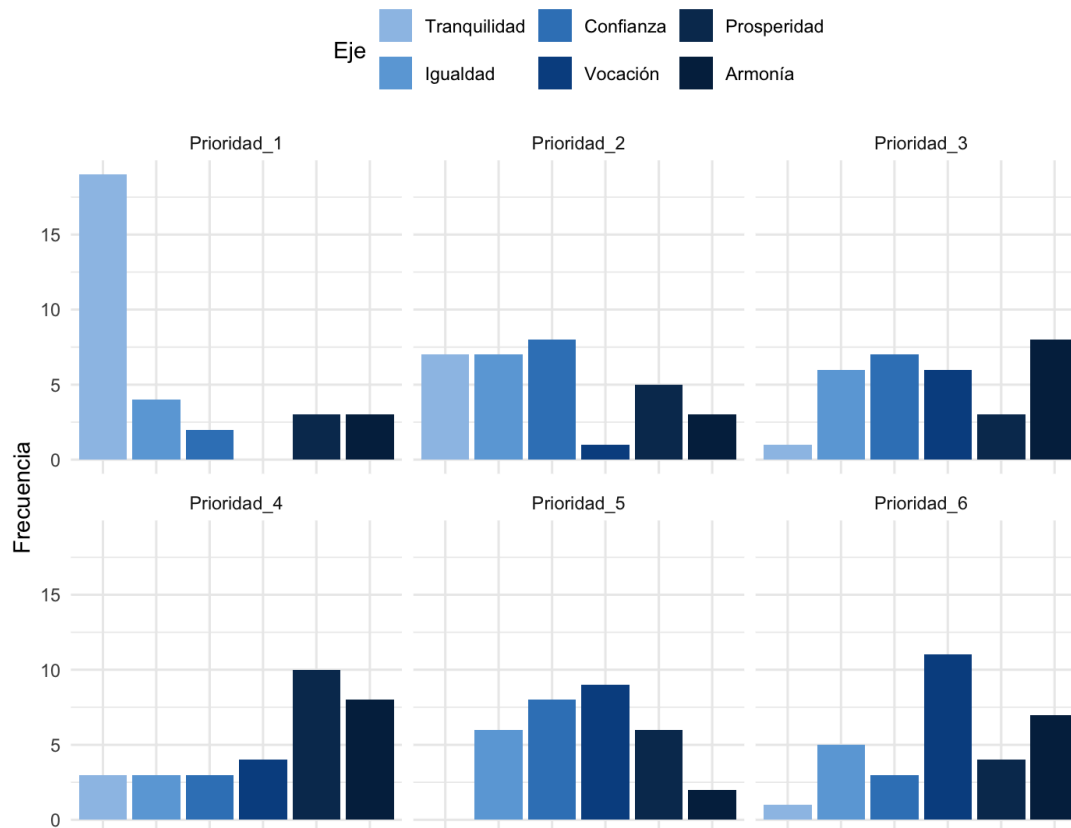 Eje
Tranquilidad Confianza Prosperidad
Igualdad Vocación Armonía
Prioridad_1 Prioridad_2 Prioridad_3
15
10
5
0
Frecuencia
Prioridad_4 Prioridad_5 Prioridad_6
15
10
5
0